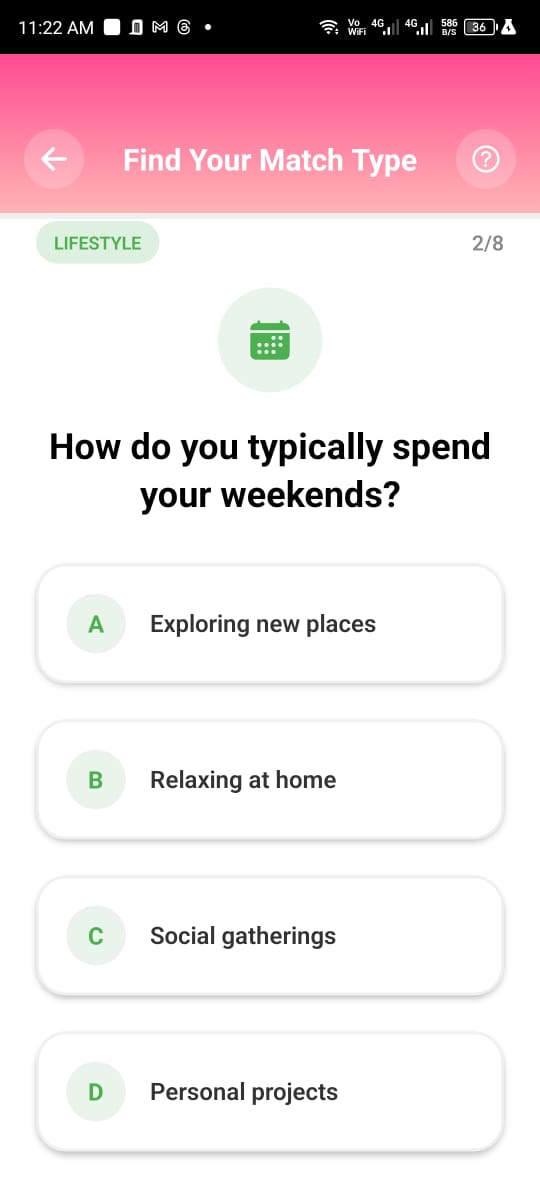 11:22 AM
Vo WiFi 4G 4G 586 B/S 36
Find Your Match Type
LIFESTYLE
2/8
How do you typically spend
your weekends?
A Exploring new places
B Relaxing at home
C Social gatherings
D Personal projects